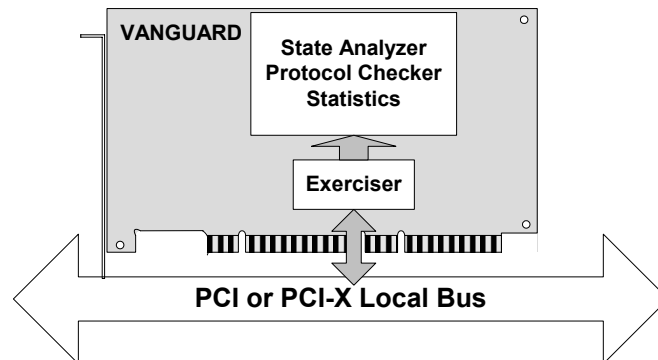 VANGUARD
State Analyzer
Protocol Checker
Statistics
Exerciser
PCI or PCI-X Local Bus